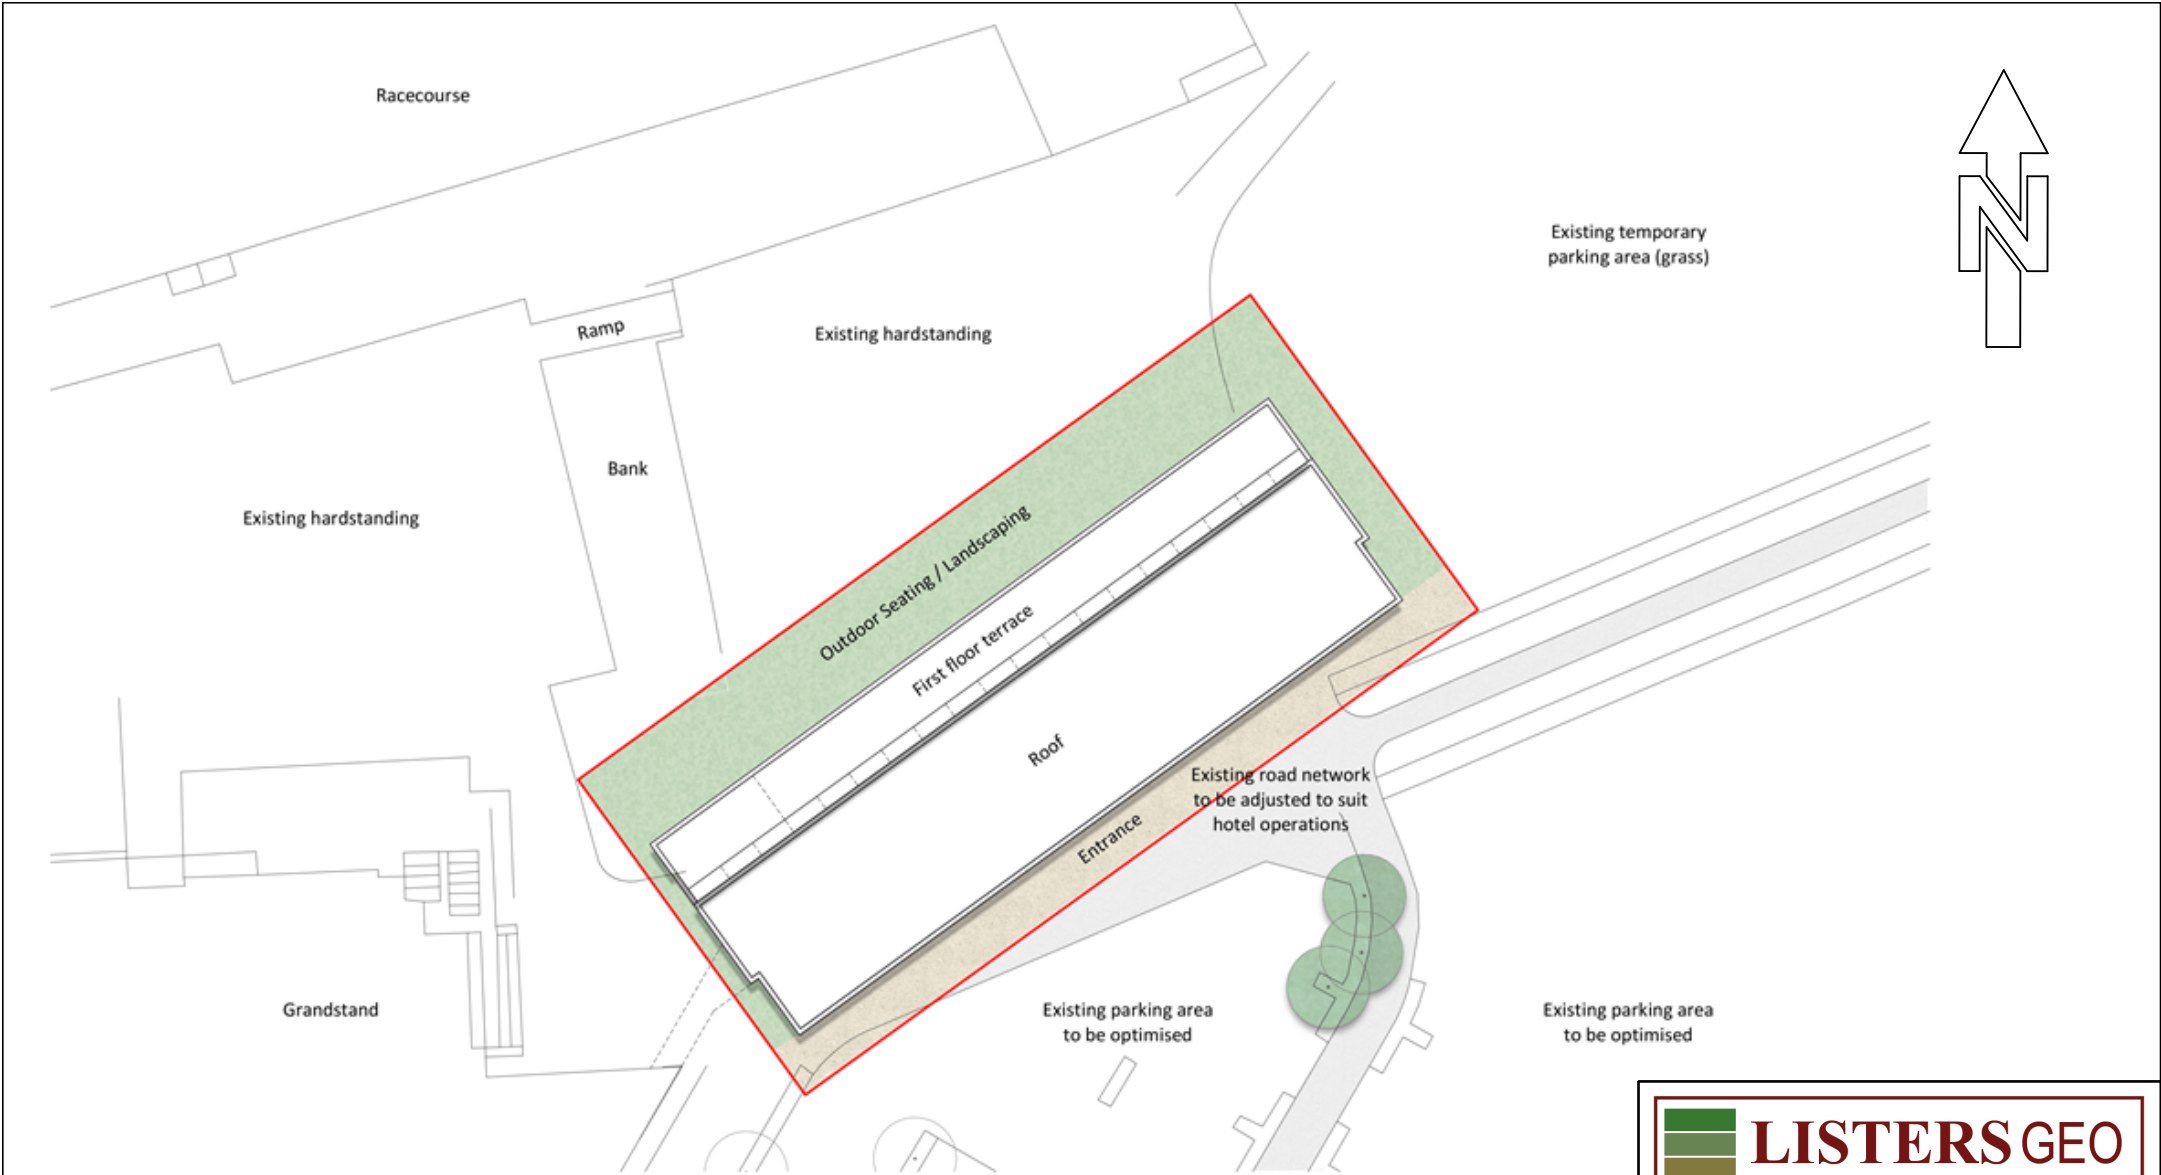 Racecourse
N
Existing temporary
parking area (grass)
Ramp
Existing hardstanding
Bank
Existing hardstanding
Outdoor Seating / Landscaping
First floor terrace
Roof
Existing road network
to be adjusted to suit
hotel operations
Entrance
Grandstand
Existing parking area
to be optimised
Existing parking area
to be optimised
LISTERS GEO